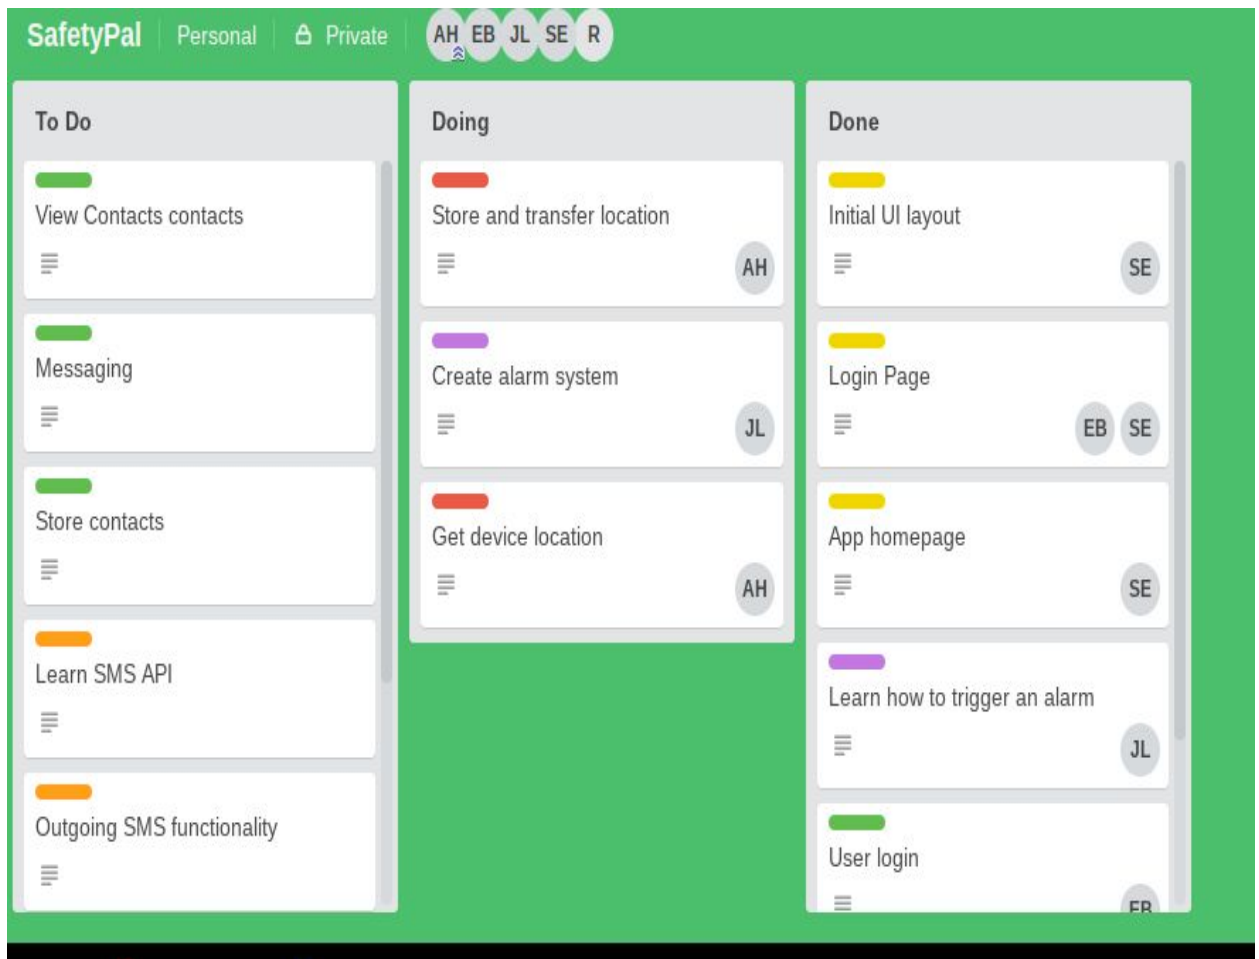 SafetyPal Personal Private AH EB JL SE R
To Do
View Contacts contacts
Messaging
Store contacts
Learn SMS API
Outgoing SMS functionality
Doing
Store and transfer location
AH
Create alarm system
JL
Get device location
AH
Done
Initial UI layout
SE
Login Page
EB SE
App homepage
SE
Learn how to trigger an alarm
JL
User login
EB